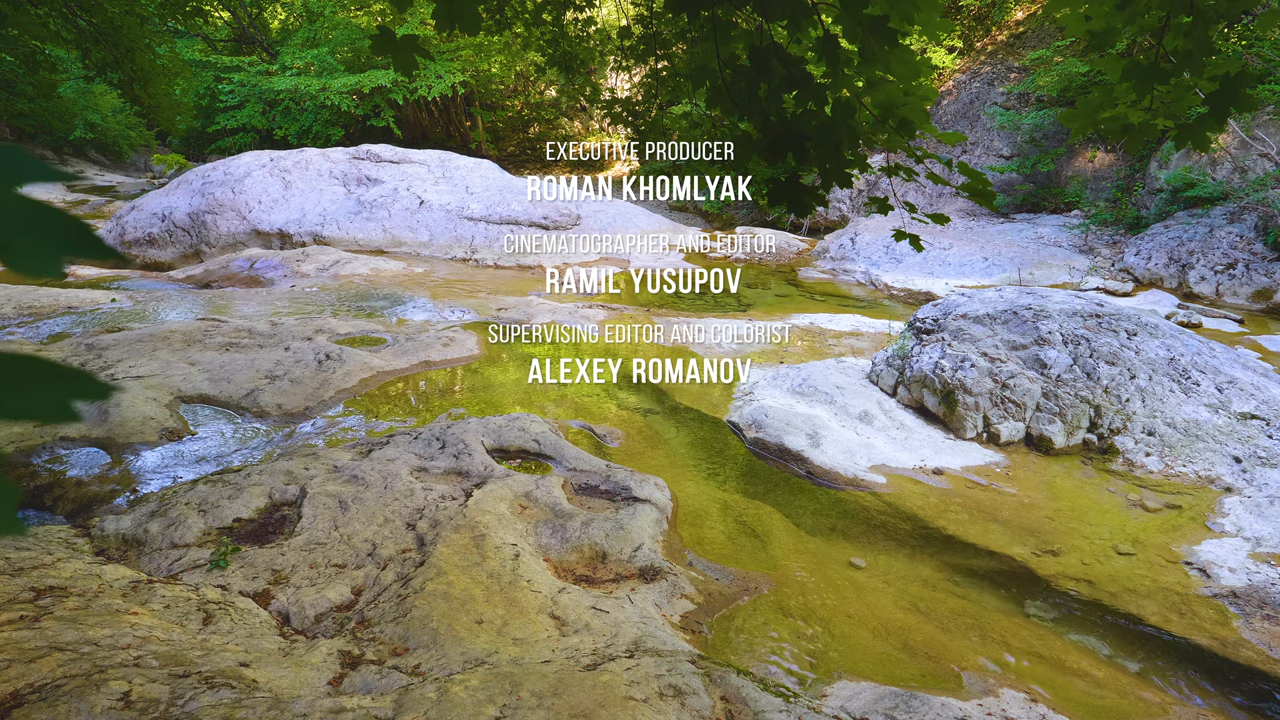 EXECUTIVE PRODUCER
ROMAN KHOMLYAK
CINEMATOGRAPHER AND EDITOR
RAMIL YUSUPOV
SUPERVISING EDITOR AND COLORIST
ALEXEY ROMANOV